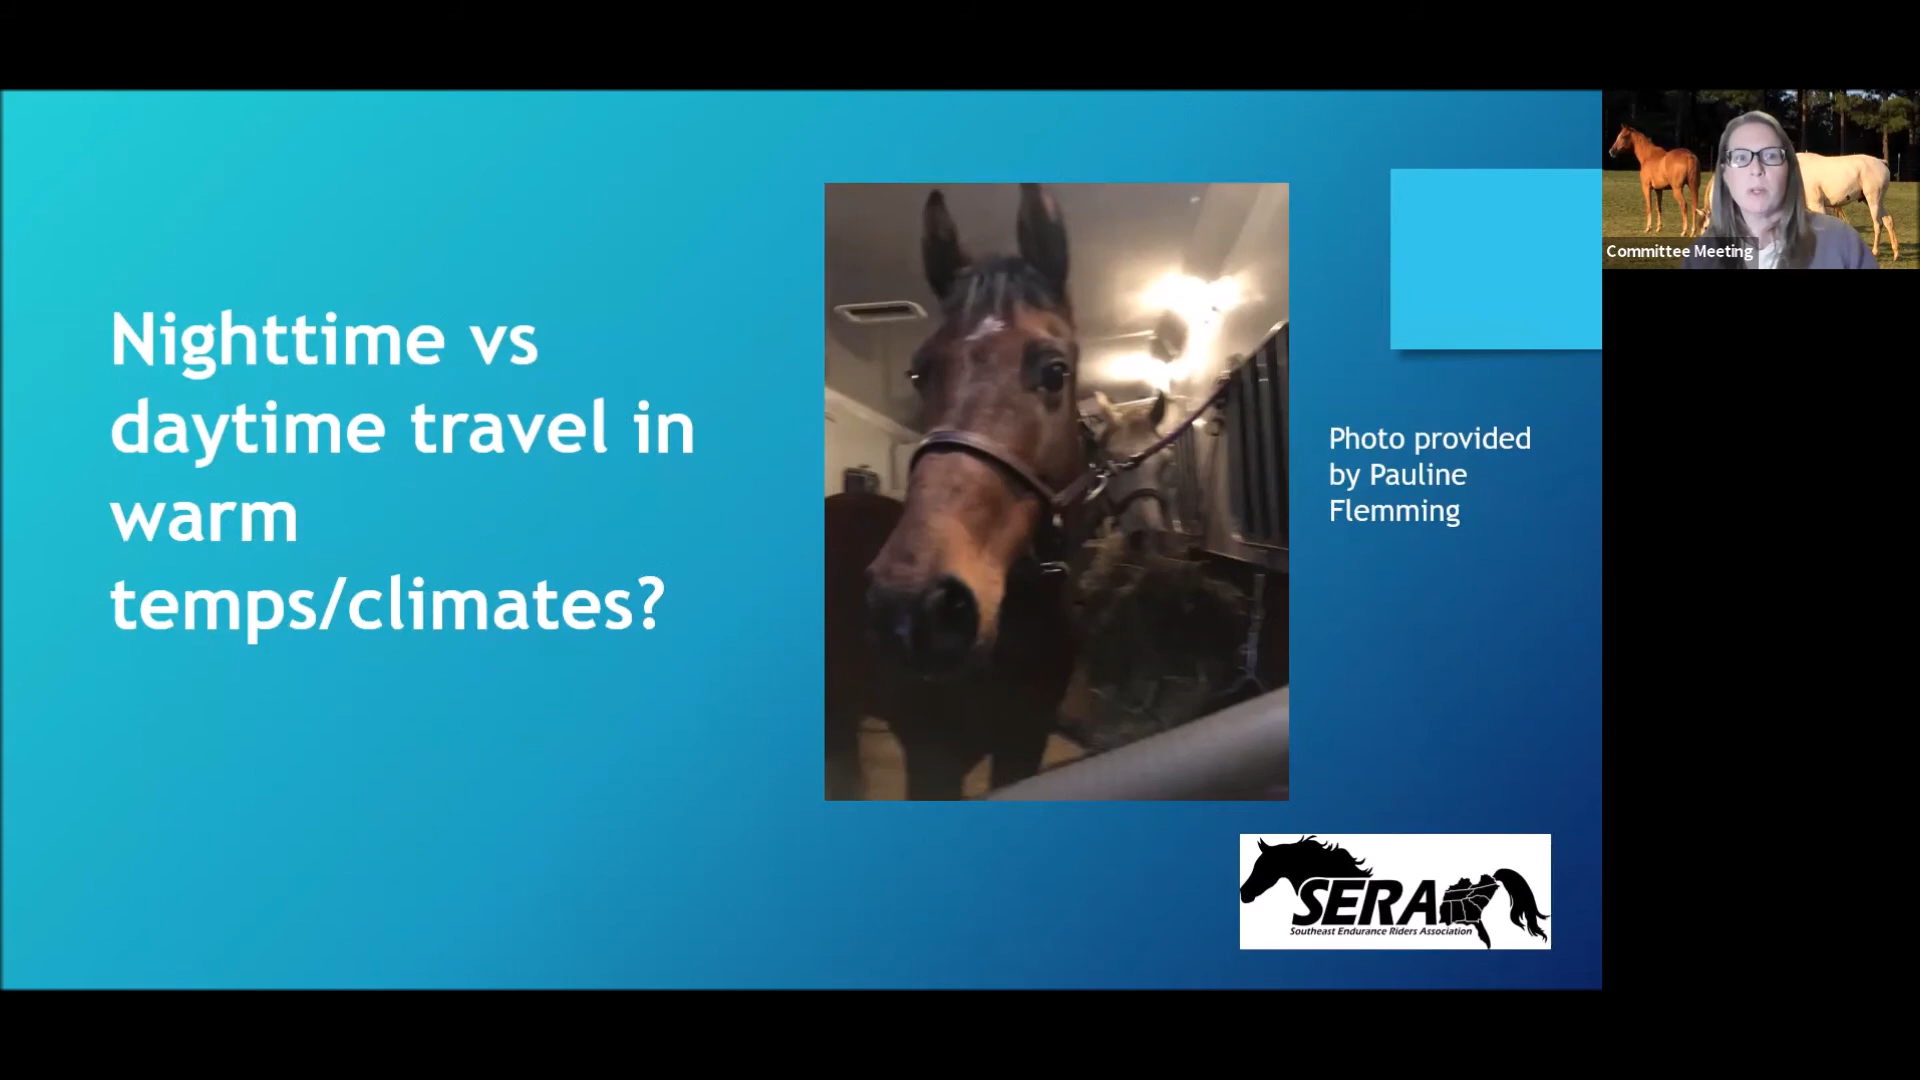 Nighttime vs
daytime travel in
warm
temps/climates?
Photo provided
by Pauline
Flemming
Committee Meeting
SERA
Southeast Endurance Riders Association